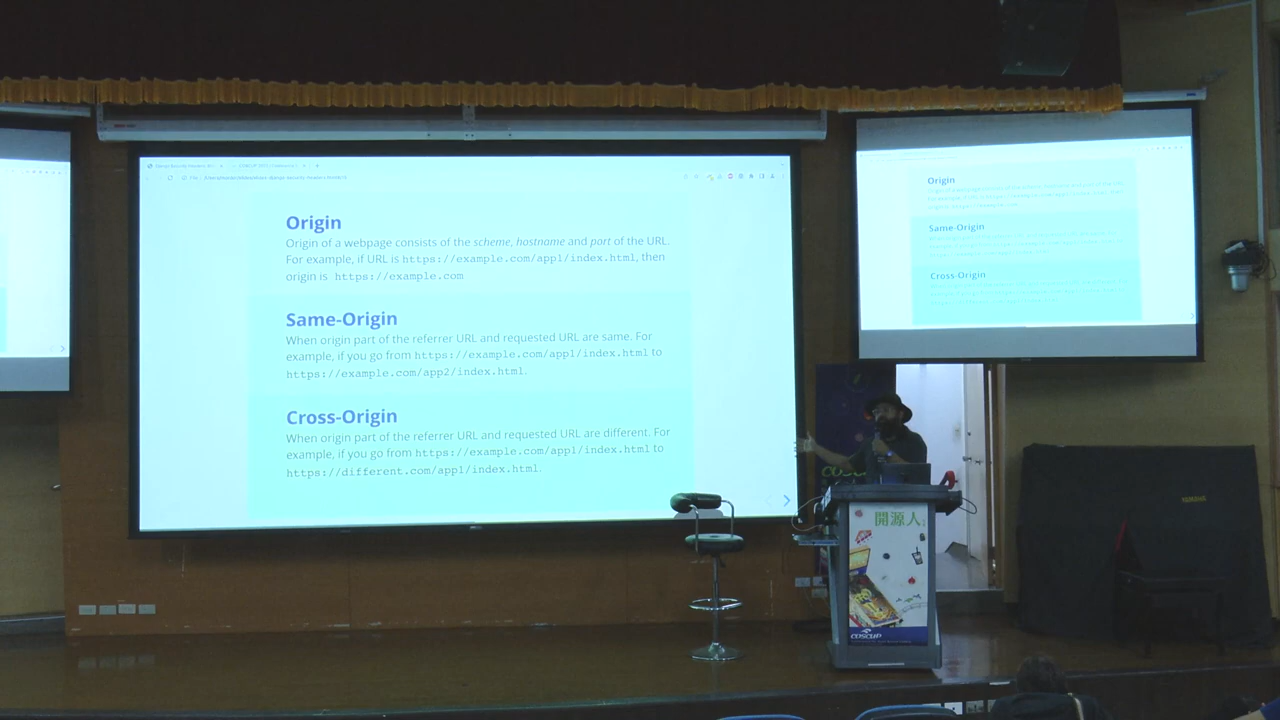 Origin
Origin of a webpage consists of the scheme, hostname and port of the URL.
For example, if URL is https://example.com/app1/index.html, then
origin is https://example.com
Same-Origin
When origin part of the referrer URL and requested URL are same. For
example, if you go from https://example.com/app1/index.html to
https://example.com/app2/index.html.
Cross-Origin
When origin part of the referrer URL and requested URL are different. For
example, if you go from https://example.com/app1/index.html to
https://different.com/app1/index.html.
Origin
Same-Origin
Cross-Origin
開源人
COSCUP
YAMAHA